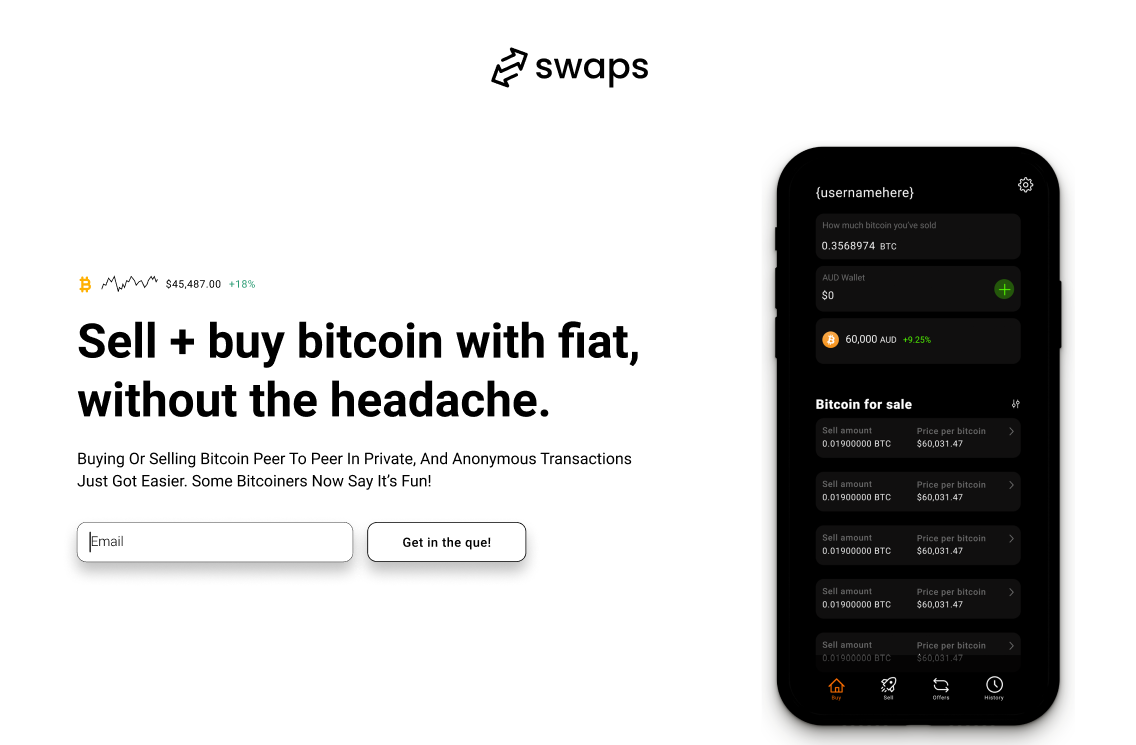 swaps
$45,487.00 +18%
Sell + buy bitcoin with fiat,
without the headache.
Buying Or Selling Bitcoin Peer To Peer In Private, And Anonymous Transactions
Just Got Easier. Some Bitcoiners Now Say It's Fun!
Email
Get in the que!
{usernamehere}
How much bitcoin you've sold
0.3568974 BTC
AUD Wallet
$0
60,000 AUD +9.25%
Bitcoin for sale
Sell amount Price per bitcoin
0.01900000 BTC $60,031.47
Sell amount Price per bitcoin
0.01900000 BTC $60,031.47
Sell amount Price per bitcoin
0.01900000 BTC $60,031.47
Sell amount Price per bitcoin
0.01900000 BTC $60,031.47
Sell amount Price per bitcoin
0.01900000 BTC $60,031.47
Buy Sell Offers History